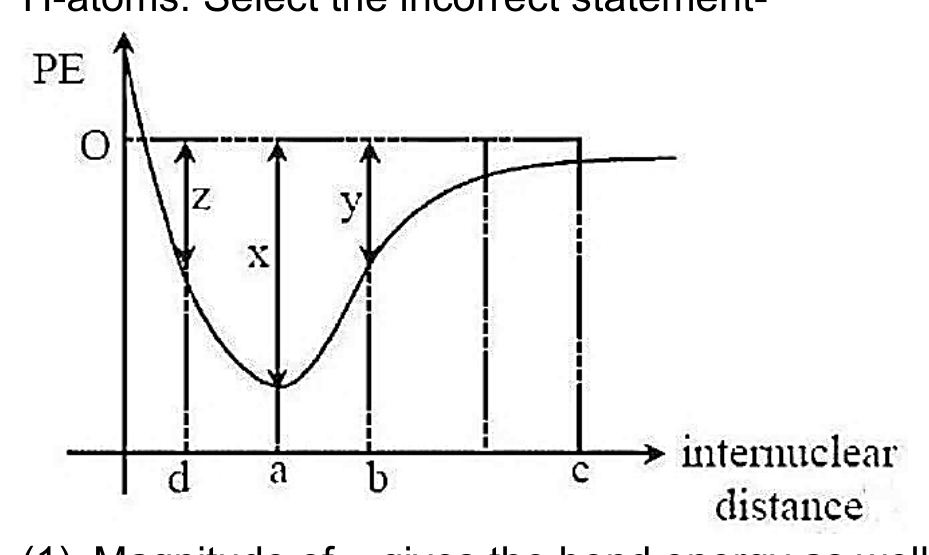 H-atoms. Select the incorrect statement-
PE
O
z
x
y
d
a
b
c
internuclear
distance
(1) Magnitude of gives the bond energy as well